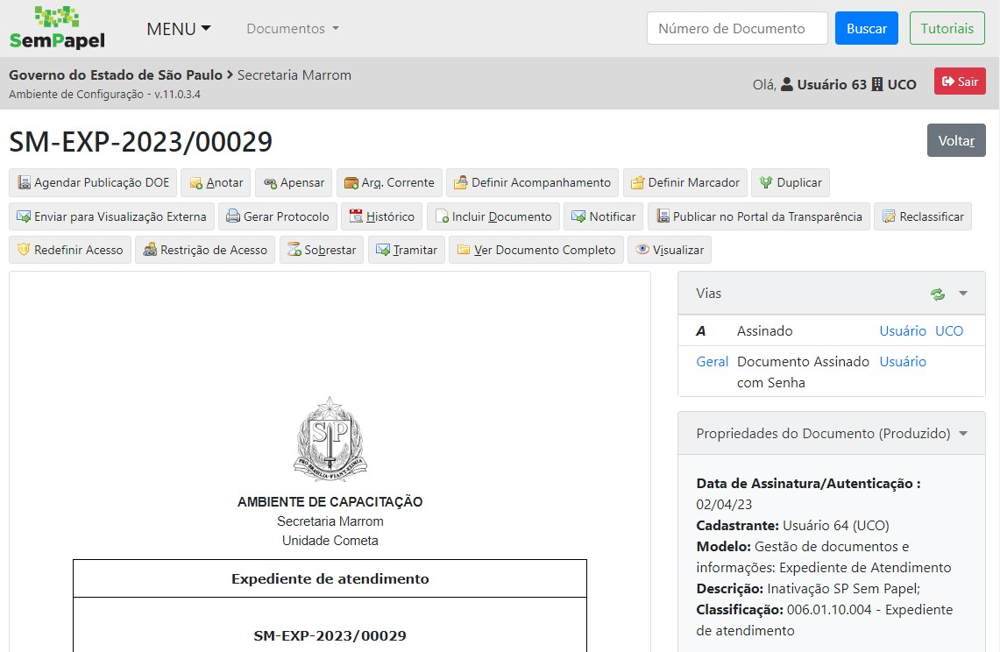 SemPapel
MENU
Documentos
Número de Documento
Buscar
Tutoriais
Governo do Estado de São Paulo > Secretaria Marrom
Ambiente de Configuração - v.11.0.3.4
Olá, Usuário 63 UCO
Sair
SM-EXP-2023/00029
Voltar
Agendar Publicação DOE Anotar Apensar Arq. Corrente Definir Acompanhamento Definir Marcador Duplicar
Enviar para Visualização Externa Gerar Protocolo Histórico Incluir Documento Notificar Publicar no Portal da Transparência Reclassificar
Redefinir Acesso Restrição de Acesso Sobrestar Tramitar Ver Documento Completo Visualizar
SP
PRO·BRASILIA·FIANT·EXIMIA
AMBIENTE DE CAPACITAÇÃO
Secretaria Marrom
Unidade Cometa
Expediente de atendimento
SM-EXP-2023/00029
Vias
A Assinado Usuário UCO
Geral Documento Assinado Usuário
com Senha
Propriedades do Documento (Produzido)
Data de Assinatura/Autenticação :
02/04/23
Cadastrante: Usuário 64 (UCO)
Modelo: Gestão de documentos e
informações: Expediente de Atendimento
Descrição: Inativação SP Sem Papel;
Classificação: 006.01.10.004 - Expediente
de atendimento